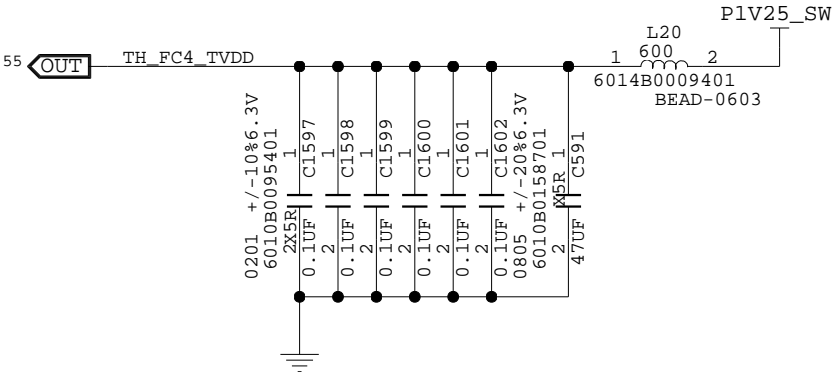 P1V25_SW
L20
600
1
2
6014B0009401
BEAD-0603
55
OUT
TH_FC4_TVDD
0201 +/-10%6.3V
6010B0095401
2X5R
1
C1597
0.1UF
1
2
C1598
0.1UF
1
2
C1599
0.1UF
1
2
C1600
0.1UF
1
2
C1601
0.1UF
1
2
C1602
0.1UF
0805 +/-20%6.3V
6010B0158701
X5R
1
2
C591
47UF